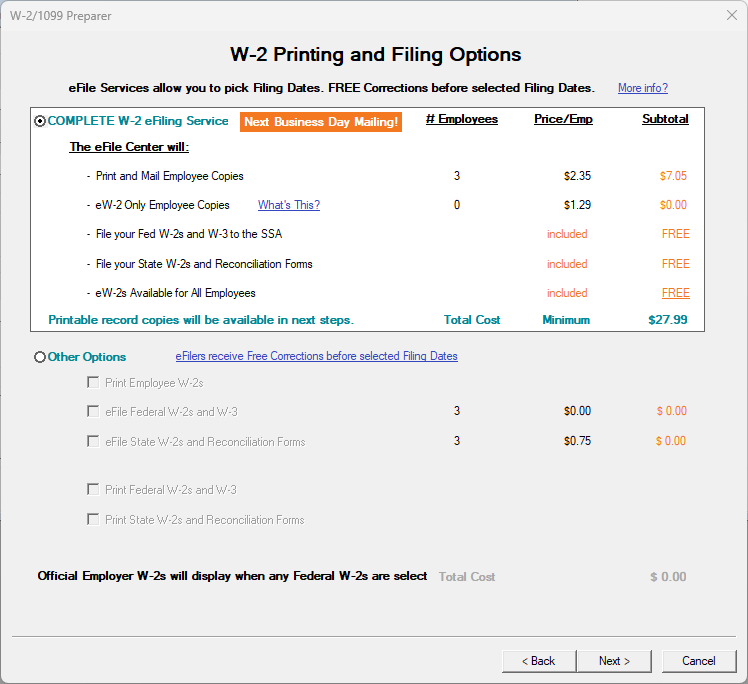 W-2/1099 Preparer
W-2 Printing and Filing Options
eFile Services allow you to pick Filing Dates. FREE Corrections before selected Filing Dates. More info?
COMPLETE W-2 eFiling Service Next Business Day Mailing! # Employees Price/Emp Subtotal
The eFile Center will:
- Print and Mail Employee Copies 3 $2.35 $7.05
- eW-2 Only Employee Copies What's This? 0 $1.29 $0.00
- File your Fed W-2s and W-3 to the SSA included FREE
- File your State W-2s and Reconciliation Forms included FREE
- eW-2s Available for All Employees included FREE
Printable record copies will be available in next steps. Total Cost Minimum $27.99
Other Options eFilers receive Free Corrections before selected Filing Dates
Print Employee W-2s
eFile Federal W-2s and W-3 3 $0.00 $ 0.00
eFile State W-2s and Reconciliation Forms 3 $0.75 $ 0.00
Print Federal W-2s and W-3
Print State W-2s and Reconciliation Forms
Official Employer W-2s will display when any Federal W-2s are select Total Cost $ 0.00
< Back Next > Cancel